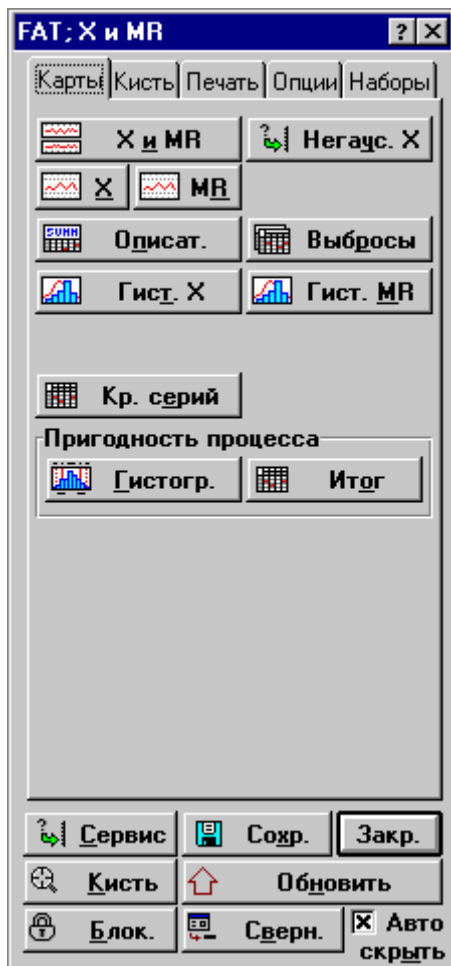 FAT; X и MR
Карты Кисть Печать Опции Наборы
X и MR Негаус. X
X MR
SUMM Описат. Выбросы
Гист. X Гист. MR
Кр. серий
Пригодность процесса
Гистогр. Итог
Сервис Сохр. Закр.
Кисть Обновить
Блок. Сверн. Авто
скрыть